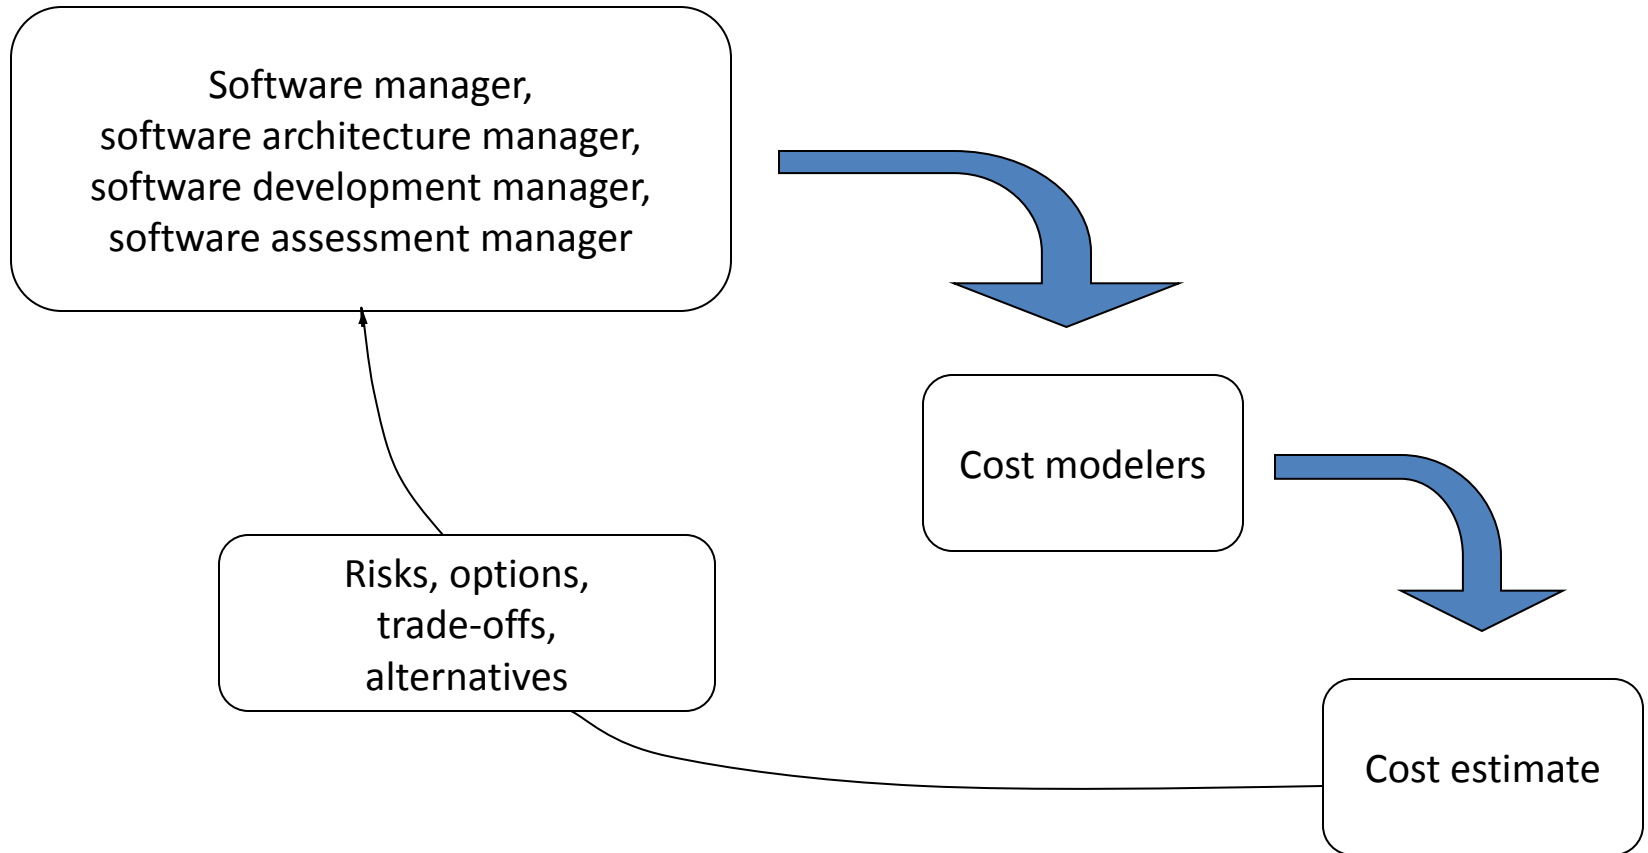 Software manager,
software architecture manager,
software development manager,
software assessment manager
Cost modelers
Risks, options,
trade-offs,
alternatives
Cost estimate